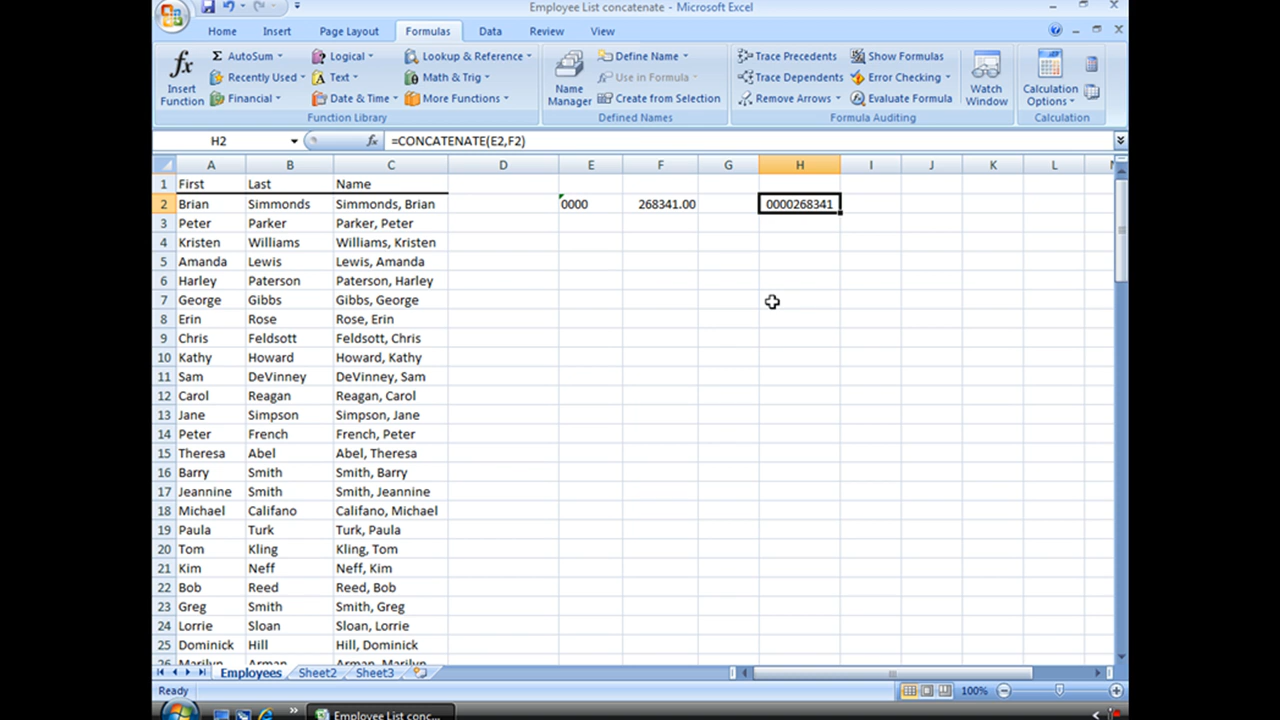 Employee List concatenate - Microsoft Excel
Home Insert Page Layout Formulas Data Review View
AutoSum Logical Lookup & Reference Define Name Trace Precedents Show Formulas
Insert Function Recently Used Text Math & Trig Name Manager Use in Formula Trace Dependents Error Checking Watch Window Calculation Options
Financial Date & Time More Functions Create from Selection Remove Arrows Evaluate Formula
Function Library Defined Names Formula Auditing Calculation
H2 fx =CONCATENATE(E2,F2)
A B C D E F G H I J K L
1 First Last Name
2 Brian Simmonds Simmonds, Brian 0000 268341.00 0000268341
3 Peter Parker Parker, Peter
4 Kristen Williams Williams, Kristen
5 Amanda Lewis Lewis, Amanda
6 Harley Paterson Paterson, Harley
7 George Gibbs Gibbs, George
8 Erin Rose Rose, Erin
9 Chris Feldsott Feldsott, Chris
10 Kathy Howard Howard, Kathy
11 Sam DeVinney DeVinney, Sam
12 Carol Reagan Reagan, Carol
13 Jane Simpson Simpson, Jane
14 Peter French French, Peter
15 Theresa Abel Abel, Theresa
16 Barry Smith Smith, Barry
17 Jeannine Smith Smith, Jeannine
18 Michael Califano Califano, Michael
19 Paula Turk Turk, Paula
20 Tom Kling Kling, Tom
21 Kim Neff Neff, Kim
22 Bob Reed Reed, Bob
23 Greg Smith Smith, Greg
24 Lorrie Sloan Sloan, Lorrie
25 Dominick Hill Hill, Dominick
26 Marilyn Arman Arman, Marilyn
Employees Sheet2 Sheet3
Ready 100%
Employee List conc...